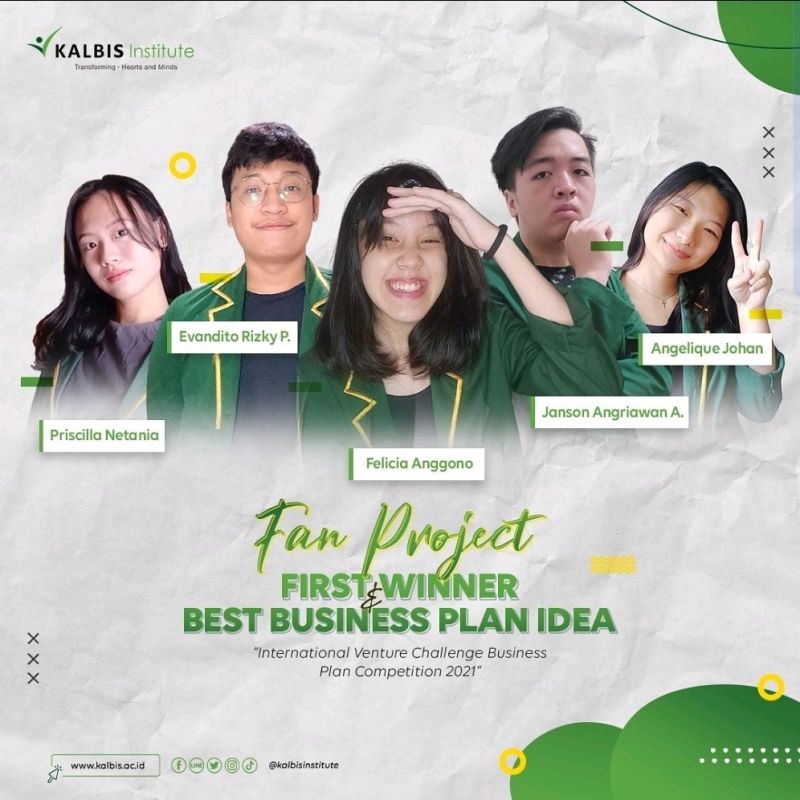 KALBIS Institute
Transforming - Hearts and Minds
Evandito Rizky P.
Angelique Johan
Janson Angriawan A.
Priscilla Netania
Felicia Anggono
Fan Project
FIRST WINNER
&
BEST BUSINESS PLAN IDEA
"International Venture Challenge Business
Plan Competition 2021"
www.kalbis.ac.id
LINE
@kalbisinstitute